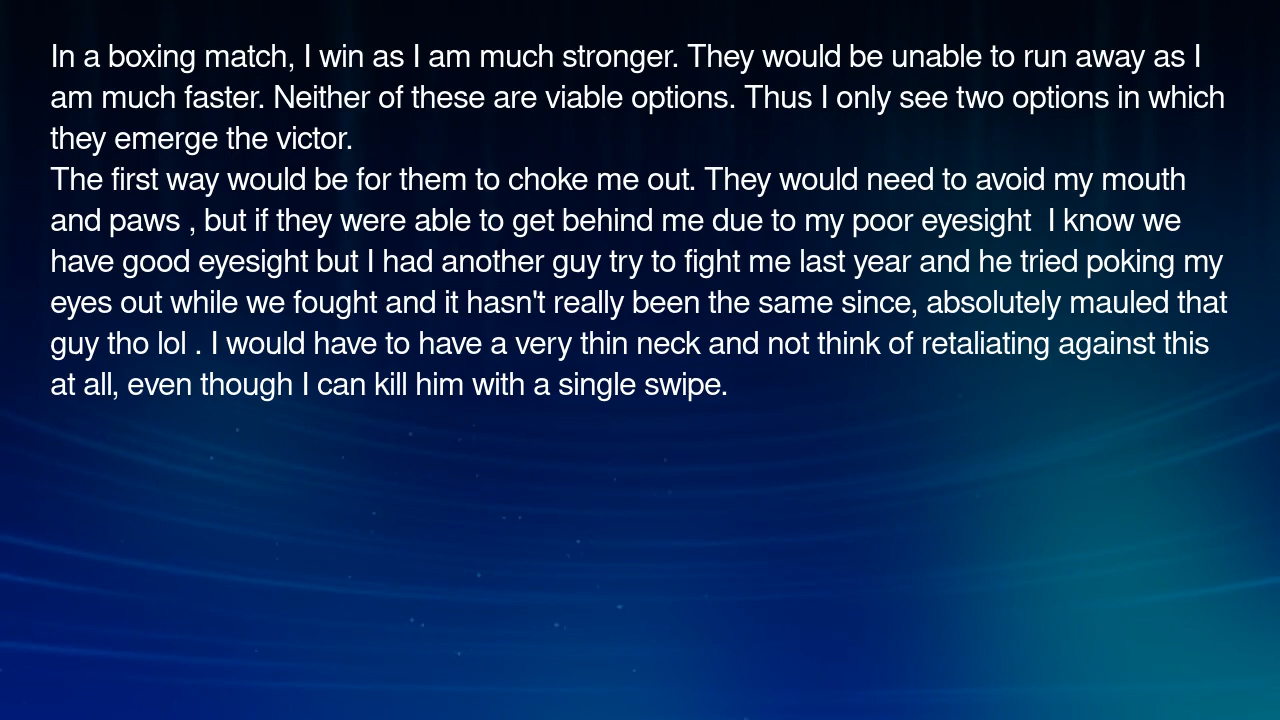 In a boxing match, I win as I am much stronger. They would be unable to run away as I
am much faster. Neither of these are viable options. Thus I only see two options in which
they emerge the victor.
The first way would be for them to choke me out. They would need to avoid my mouth
and paws , but if they were able to get behind me due to my poor eyesight  I know we
have good eyesight but I had another guy try to fight me last year and he tried poking my
eyes out while we fought and it hasn't really been the same since, absolutely mauled that
guy tho lol . I would have to have a very thin neck and not think of retaliating against this
at all, even though I can kill him with a single swipe.